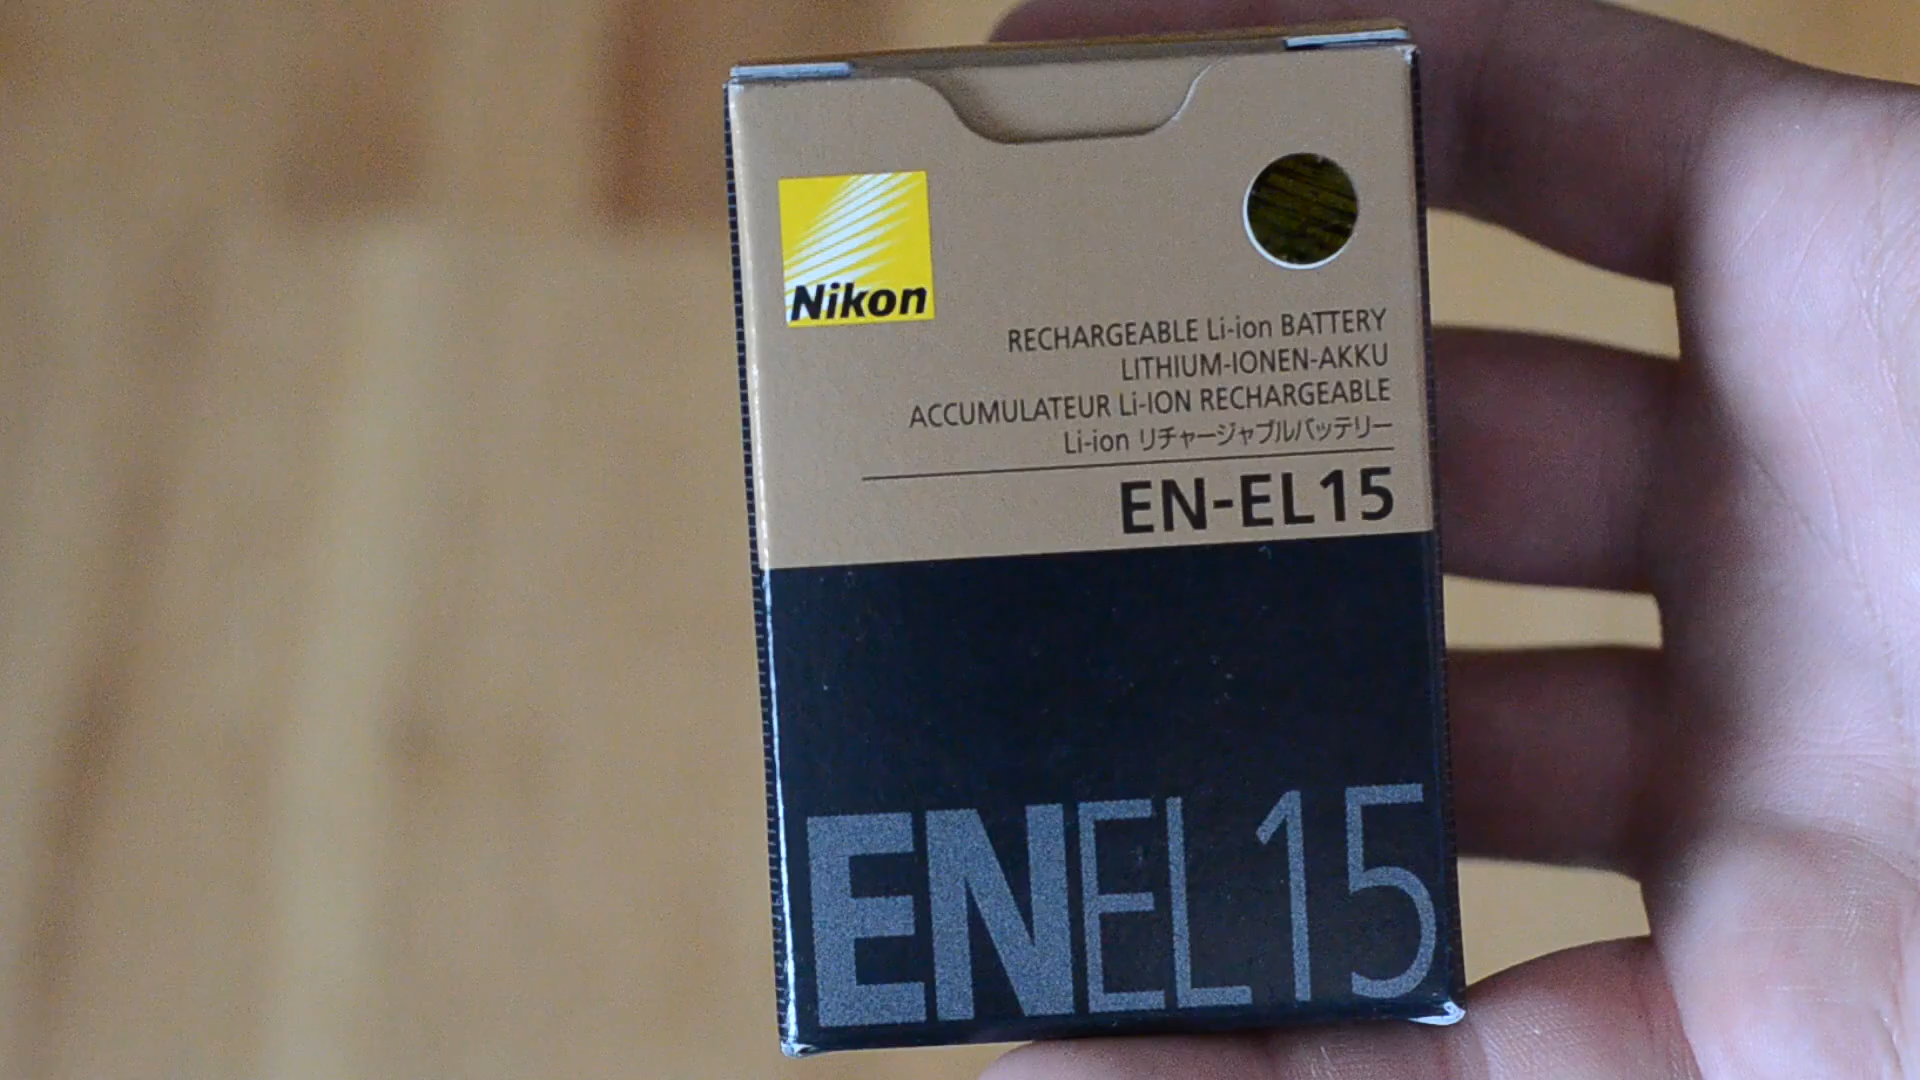 Nikon
RECHARGEABLE Li-ion BATTERY
LITHIUM-IONEN-AKKU
ACCUMULATEUR Li-ION RECHARGEABLE
Li-ion リチャージャブルバッテリー
EN-EL15
ENEL15